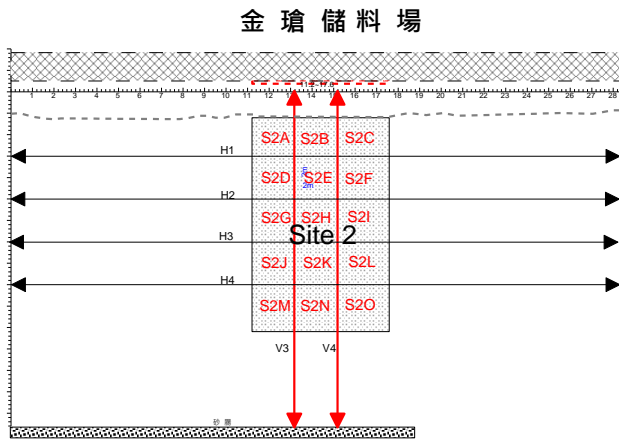 金瑲儲料場
1 2 3 4 5 6 7 8 9 10 11 12 13 14 15 16 17 18 19 20 21 22 23 24 25 26 27 28
S2A S2B S2C
H1
S2D S2E S2F
2m
H2
S2G S2H S2I
Site 2
H3
S2J S2K S2L
H4
S2M S2N S2O
V3 V4